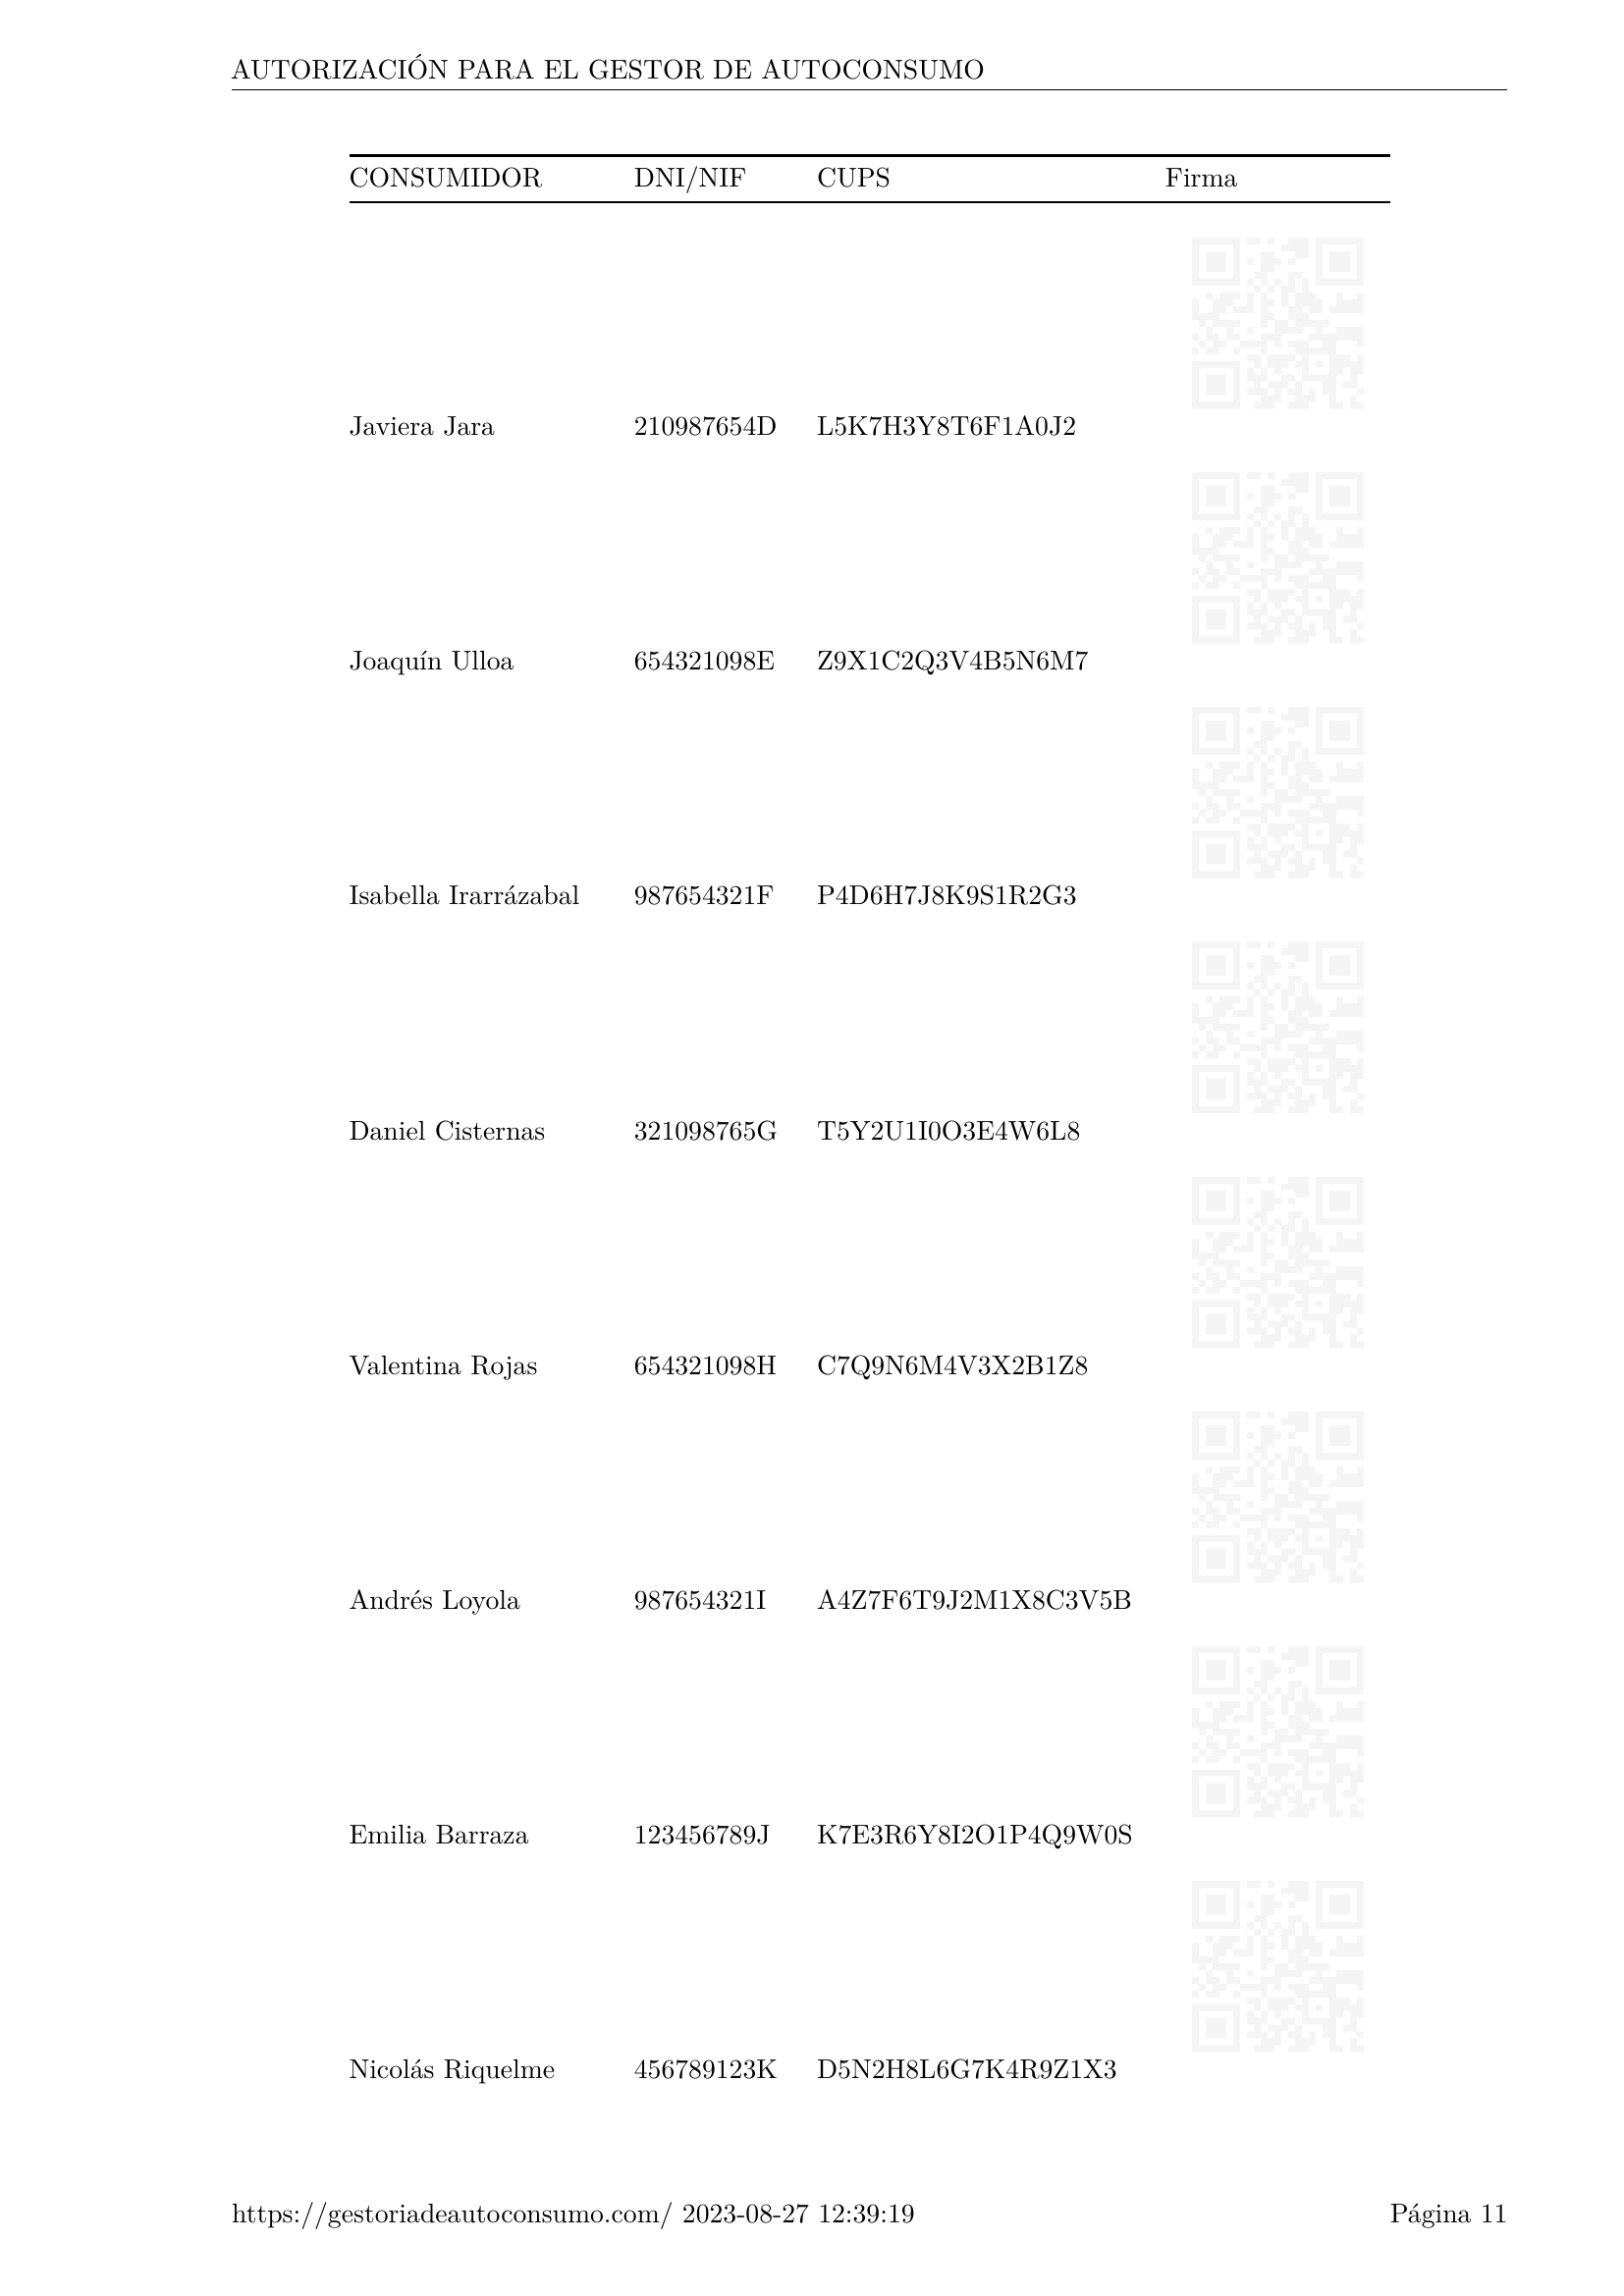 AUTORIZACIÓN PARA EL GESTOR DE AUTOCONSUMO
CONSUMIDOR DNI/NIF CUPS Firma
Javiera Jara 210987654D L5K7H3Y8T6F1A0J2
Joaquín Ulloa 654321098E Z9X1C2Q3V4B5N6M7
Isabella Irarrázabal 987654321F P4D6H7J8K9S1R2G3
Daniel Cisternas 321098765G T5Y2U1I0O3E4W6L8
Valentina Rojas 654321098H C7Q9N6M4V3X2B1Z8
Andrés Loyola 987654321I A4Z7F6T9J2M1X8C3V5B
Emilia Barraza 123456789J K7E3R6Y8I2O1P4Q9W0S
Nicolás Riquelme 456789123K D5N2H8L6G7K4R9Z1X3
https://gestoriadeautoconsumo.com/ 2023-08-27 12:39:19 Página 11